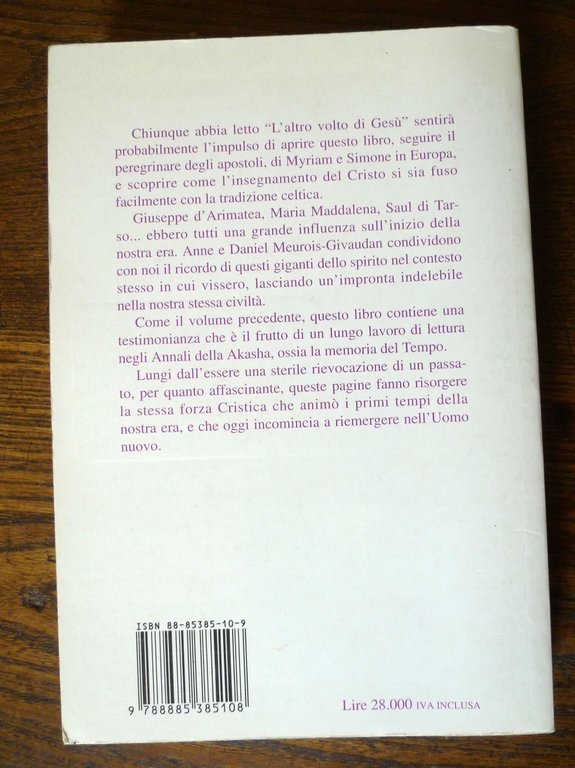 Chiunque abbia letto "L'altro volto di Gesù" sentirà
probabilmente l'impulso di aprire questo libro, seguire il
peregrinare degli apostoli, di Myriam e Simone in Europa,
e scoprire come l'insegnamento del Cristo si sia fuso
facilmente con la tradizione celtica.
Giuseppe d'Arimatea, Maria Maddalena, Saul di Tar-
so... ebbero tutti una grande influenza sull'inizio della
nostra era. Anne e Daniel Meurois-Givaudan condividono
con noi il ricordo di questi giganti dello spirito nel contesto
stesso in cui vissero, lasciando un'impronta indelebile
nella nostra stessa civiltà.
Come il volume precedente, questo libro contiene una
testimonianza che è il frutto di un lungo lavoro di lettura
negli Annali della Akasha, ossia la memoria del Tempo.
Lungi dall'essere una sterile rievocazione di un passa-
to, per quanto affascinante, queste pagine fanno risorgere
la stessa forza Cristica che animò i primi tempi della
nostra era, e che oggi incomincia a riemergere nell'Uomo
nuovo.
ISBN 88-85385-10-9
9 788885 385108
Lire 28.000 IVA INCLUSA